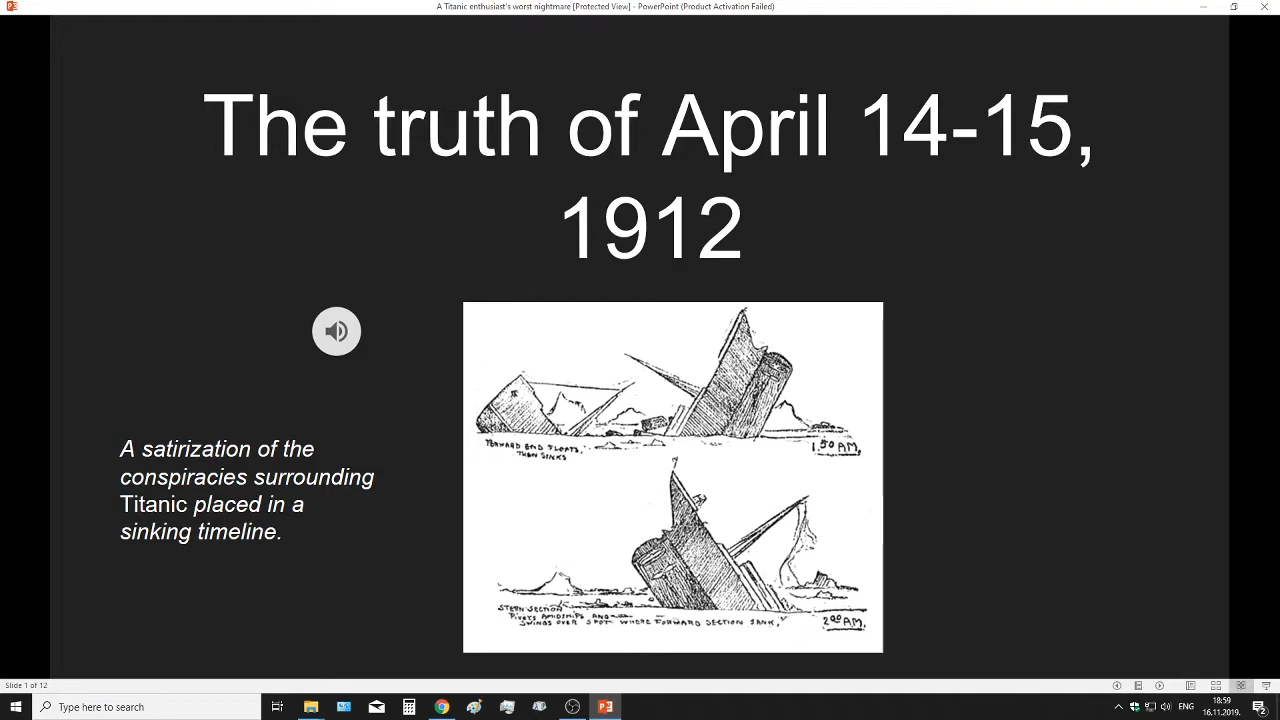 A Titanic enthusiast's worst nightmare [Protected View] - PowerPoint (Product Activation Failed)
The truth of April 14-15,
1912
A satirization of the
conspiracies surrounding
Titanic placed in a
sinking timeline.
FORWARD END FLOATS,
THEN SINKS
1.50 A.M.
STERN SECTION
PIVOTS AMIDSHIPS AND
SWINGS OVER SPOT WHERE FORWARD SECTION SANK,
2.00 A.M.
Slide 1 of 12
Type here to search
ENG
18:59
16.11.2019.
2